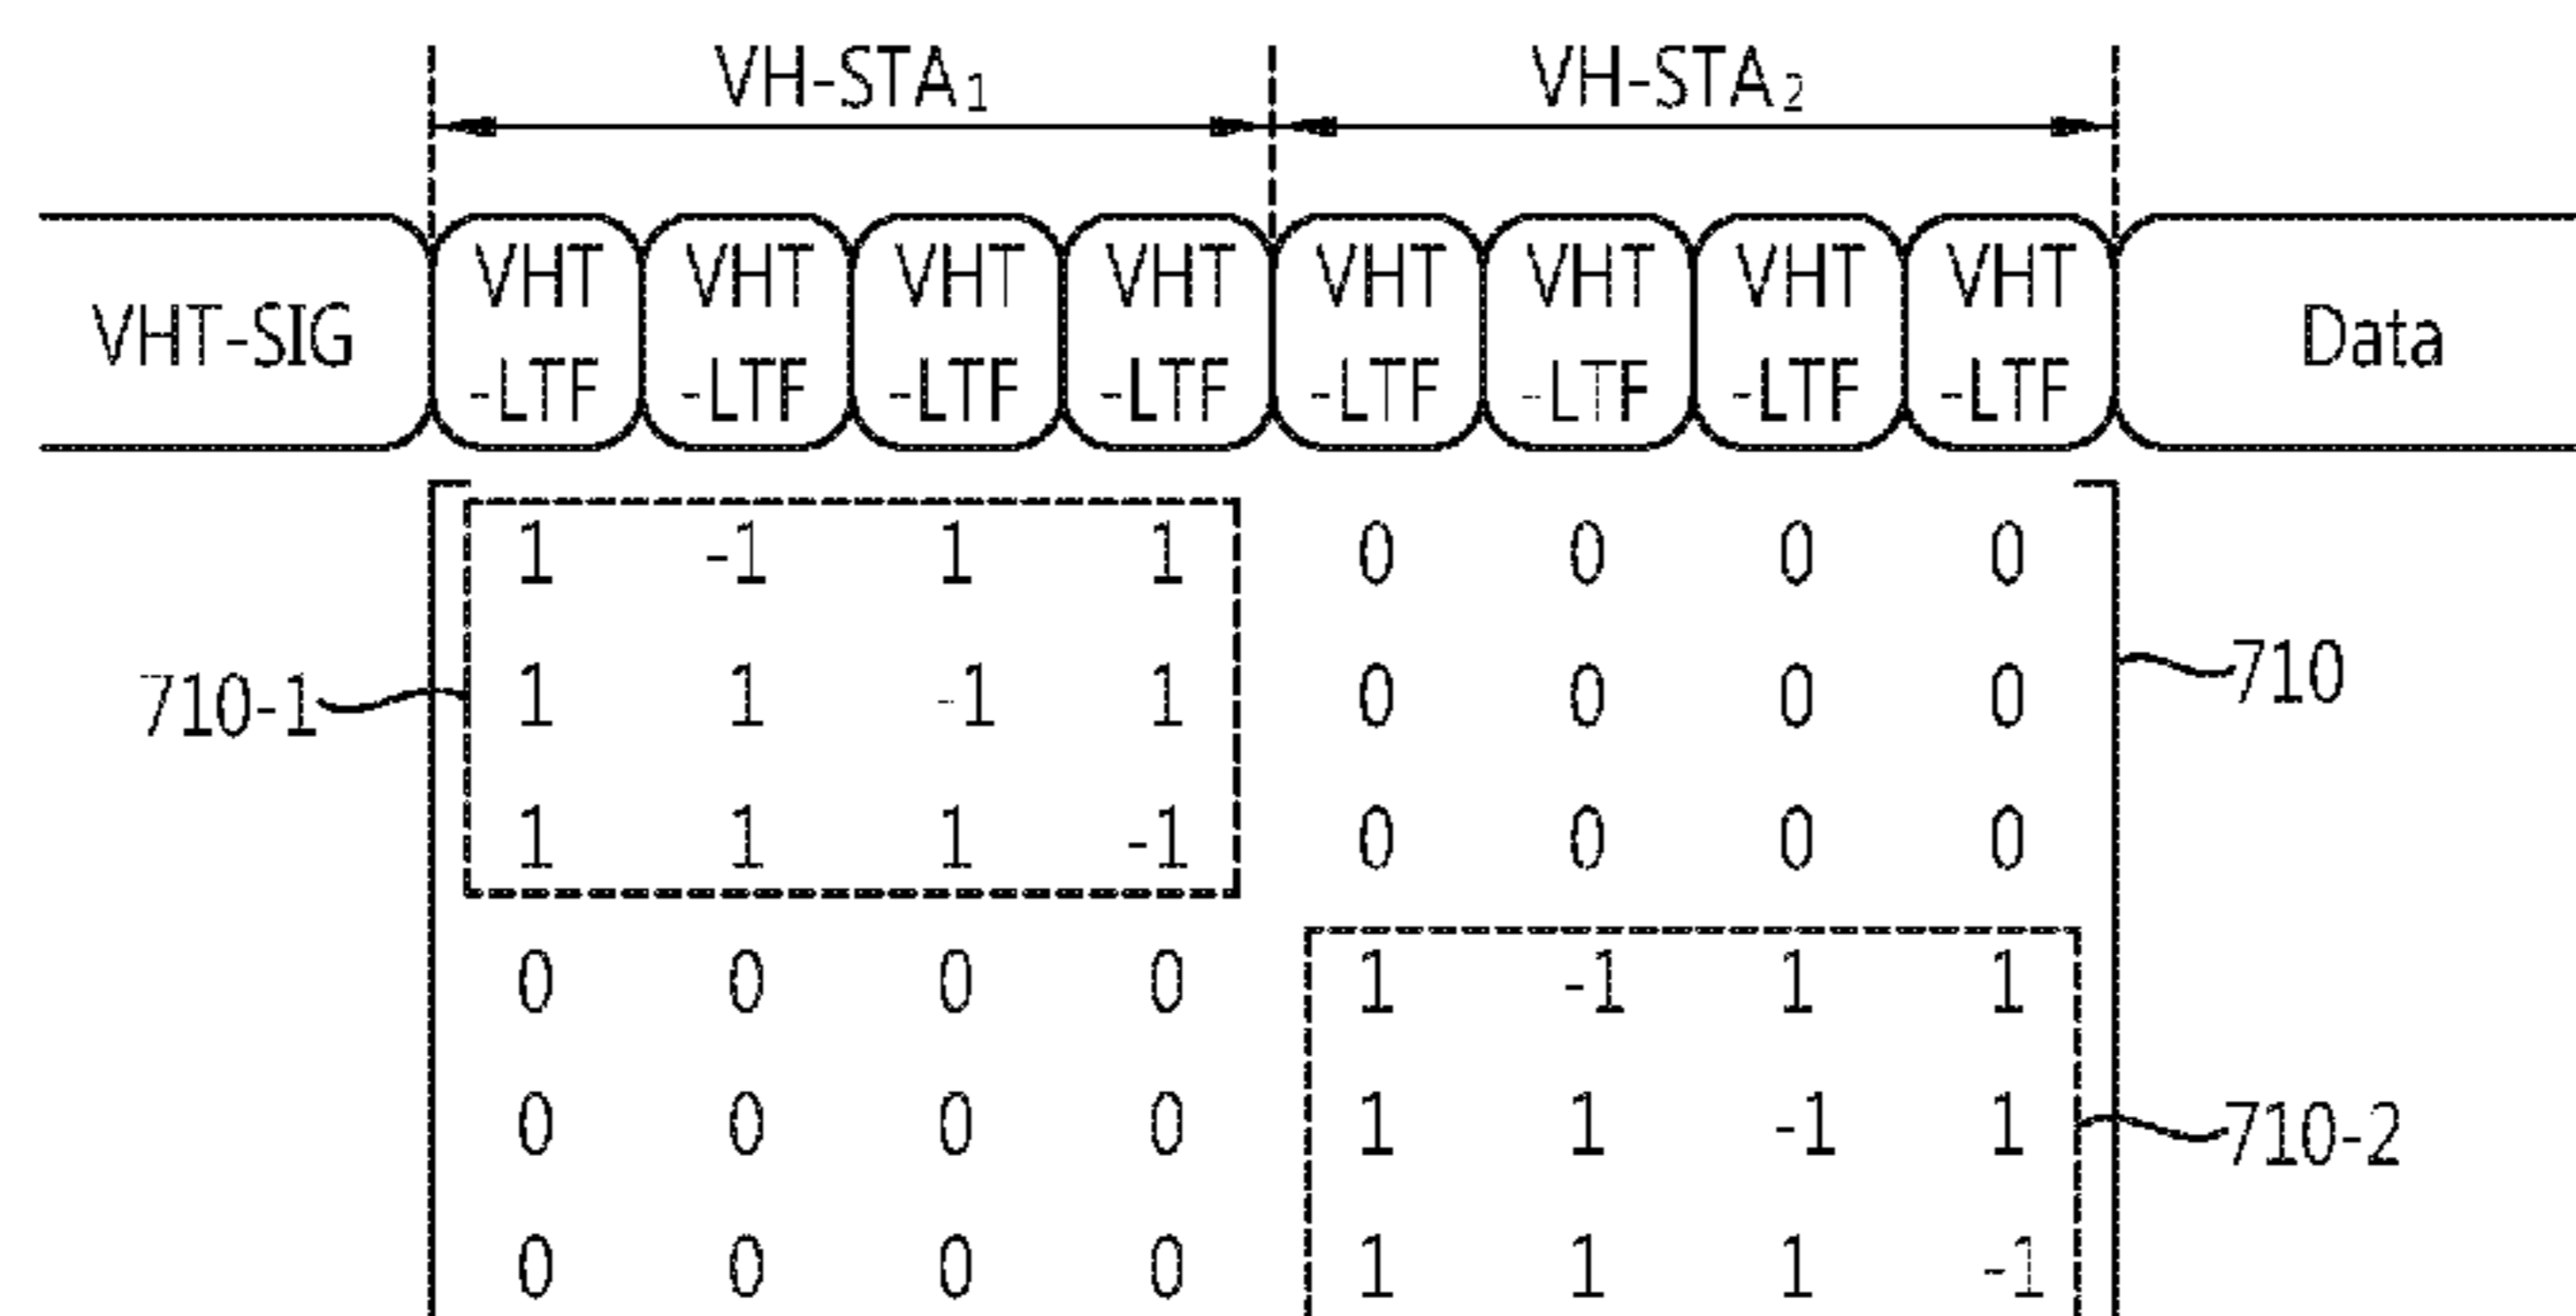 VH-STA1 VH-STA2
VHT-SIG VHT-LTF VHT-LTF VHT-LTF VHT-LTF VHT-LTF VHT-LTF VHT-LTF VHT-LTF Data
1 -1 1 1 0 0 0 0
710-1 1 1 -1 1 0 0 0 0 710
1 1 1 -1 0 0 0 0
0 0 0 0 1 -1 1 1
0 0 0 0 1 1 -1 1 710-2
0 0 0 0 1 1 1 -1